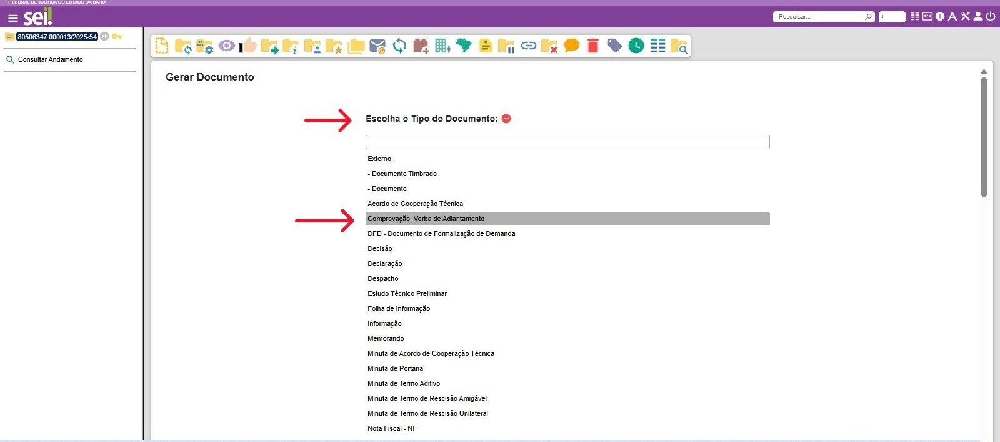 TRIBUNAL DE JUSTIÇA DO ESTADO DA BAHIA
sei!
Pesquisar...
80506347.000013/2025-54
Consultar Andamento
Gerar Documento
Escolha o Tipo do Documento:
Externo
- Documento Timbrado
- Documento
Acordo de Cooperação Técnica
Comprovação: Verba de Adiantamento
DFD - Documento de Formalização de Demanda
Decisão
Declaração
Despacho
Estudo Técnico Preliminar
Folha de Informação
Informação
Memorando
Minuta de Acordo de Cooperação Técnica
Minuta de Portaria
Minuta de Termo Aditivo
Minuta de Termo de Rescisão Amigável
Minuta de Termo de Rescisão Unilateral
Nota Fiscal - NF